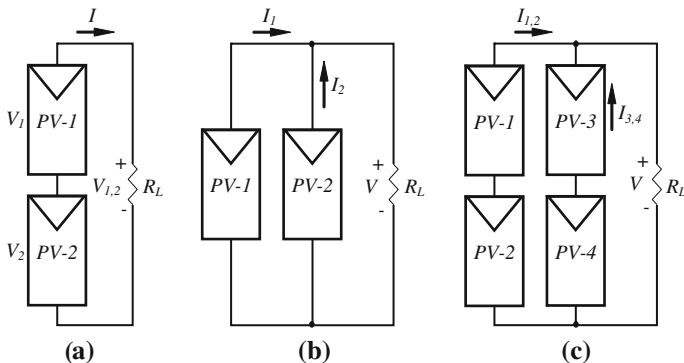 I
V1
PV-1
+
V1,2
RL
-
V2
PV-2
(a)
I1
I2
PV-1
PV-2
+
V
RL
-
(b)
I1,2
PV-1
PV-3
I3,4
+
V
RL
-
PV-2
PV-4
(c)